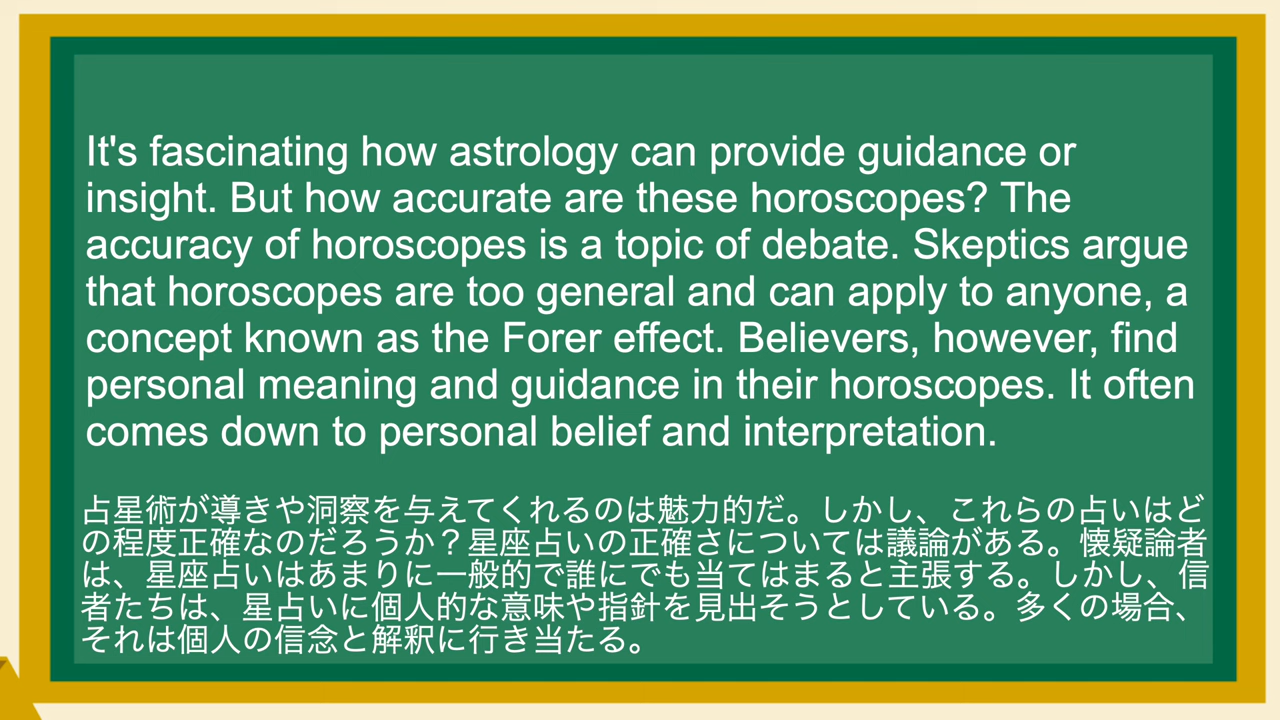 It's fascinating how astrology can provide guidance or
insight. But how accurate are these horoscopes? The
accuracy of horoscopes is a topic of debate. Skeptics argue
that horoscopes are too general and can apply to anyone, a
concept known as the Forer effect. Believers, however, find
personal meaning and guidance in their horoscopes. It often
comes down to personal belief and interpretation.
占星術が導きや洞察を与えてくれるのは魅力的だ。しかし、これらの占いはど
の程度正確なのだろうか？星座占いの正確さについては議論がある。懐疑論者
は、星座占いはあまりに一般的で誰にでも当てはまると主張する。しかし、信
者たちは、星占いに個人的な意味や指針を見出そうとしている。多くの場合、
それは個人の信念と解釈に行き当たる。